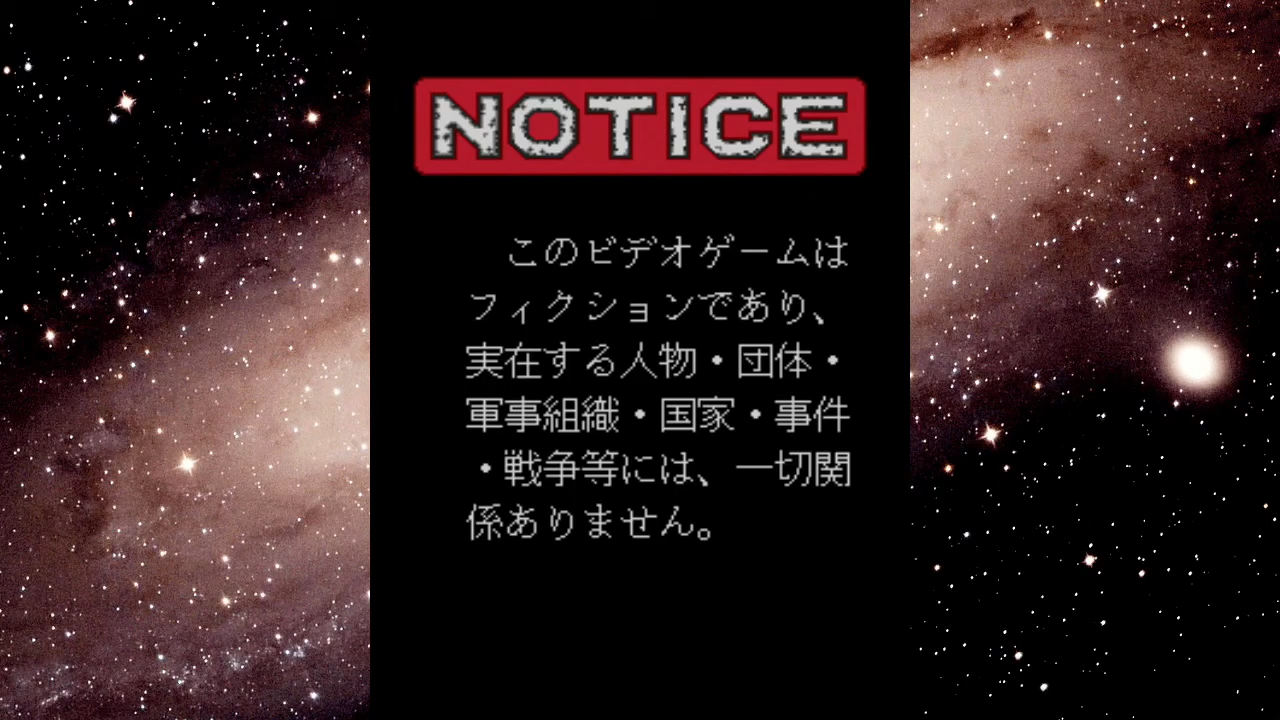 NOTICE
このビデオゲームは
フィクションであり、
実在する人物・団体・
軍事組織・国家・事件
・戦争等には、一切関
係ありません。